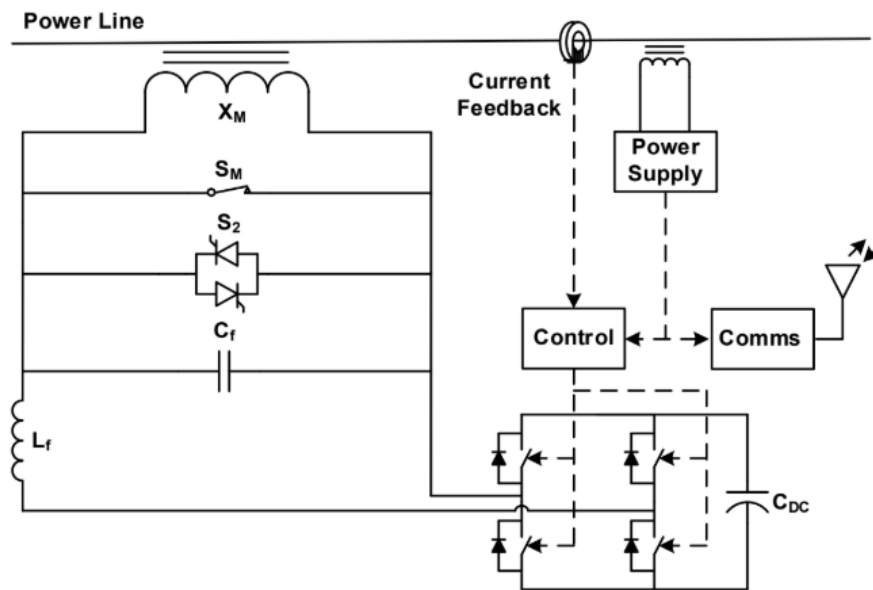 Power Line
X_M
Current
Feedback
Power
Supply
S_M
S_2
C_f
Control
Comms
L_f
C_DC